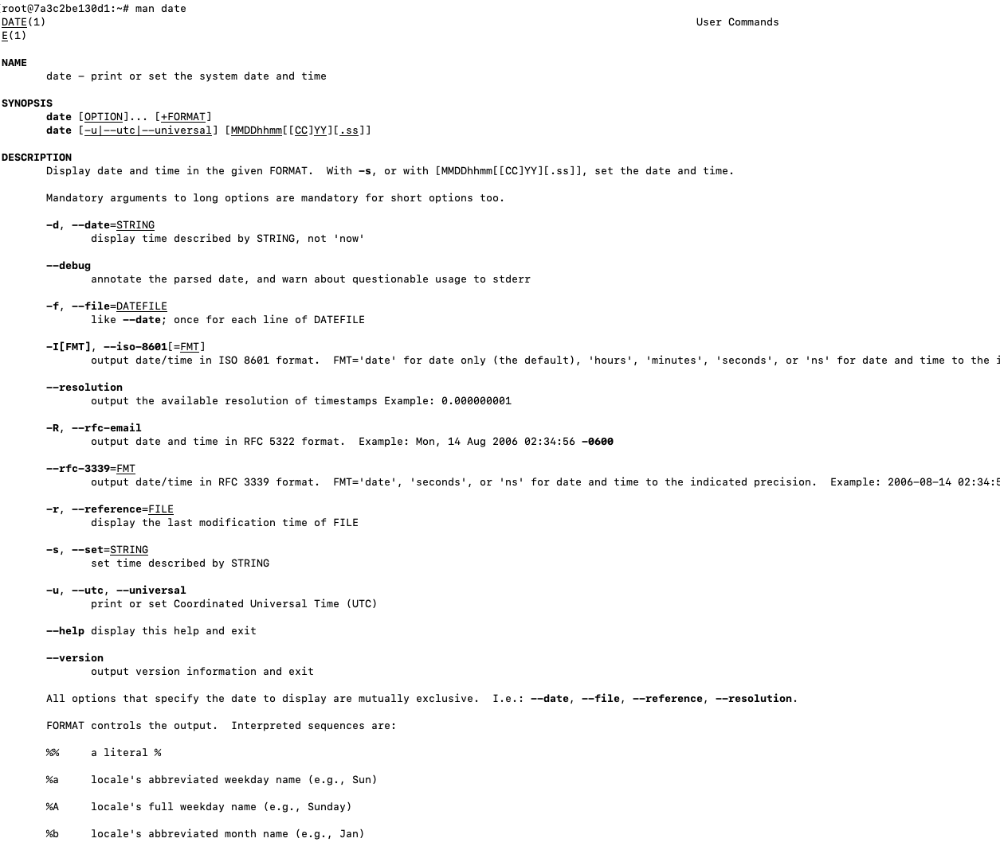 root@7a3c2be130d1:~# man date
DATE(1) User Commands
E(1)
NAME
date - print or set the system date and time
SYNOPSIS
date [OPTION]... [+FORMAT]
date [-u|--utc|--universal] [MMDDhhmm[[CC]YY][.ss]]
DESCRIPTION
Display date and time in the given FORMAT.  With -s, or with [MMDDhhmm[[CC]YY][.ss]], set the date and time.
Mandatory arguments to long options are mandatory for short options too.
-d, --date=STRING
display time described by STRING, not 'now'
--debug
annotate the parsed date, and warn about questionable usage to stderr
-f, --file=DATEFILE
like --date; once for each line of DATEFILE
-I[FMT], --iso-8601[=FMT]
output date/time in ISO 8601 format.  FMT='date' for date only (the default), 'hours', 'minutes', 'seconds', or 'ns' for date and time to the
--resolution
output the available resolution of timestamps Example: 0.000000001
-R, --rfc-email
output date and time in RFC 5322 format.  Example: Mon, 14 Aug 2006 02:34:56 -0600
--rfc-3339=FMT
output date/time in RFC 3339 format.  FMT='date', 'seconds', or 'ns' for date and time to the indicated precision.  Example: 2006-08-14 02:34:5
-r, --reference=FILE
display the last modification time of FILE
-s, --set=STRING
set time described by STRING
-u, --utc, --universal
print or set Coordinated Universal Time (UTC)
--help display this help and exit
--version
output version information and exit
All options that specify the date to display are mutually exclusive.  I.e.: --date, --file, --reference, --resolution.
FORMAT controls the output.  Interpreted sequences are:
%% a literal %
%a locale's abbreviated weekday name (e.g., Sun)
%A locale's full weekday name (e.g., Sunday)
%b locale's abbreviated month name (e.g., Jan)